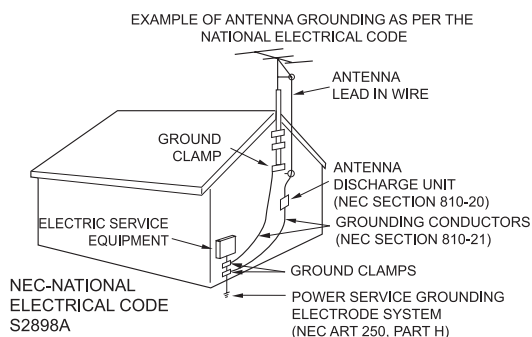 EXAMPLE OF ANTENNA GROUNDING AS PER THE
NATIONAL ELECTRICAL CODE
ANTENNA
LEAD IN WIRE
GROUND
CLAMP
ANTENNA
DISCHARGE UNIT
(NEC SECTION 810-20)
ELECTRIC SERVICE
EQUIPMENT
GROUNDING CONDUCTORS
(NEC SECTION 810-21)
GROUND CLAMPS
NEC-NATIONAL
ELECTRICAL CODE
S2898A
POWER SERVICE GROUNDING
ELECTRODE SYSTEM
(NEC ART 250, PART H)